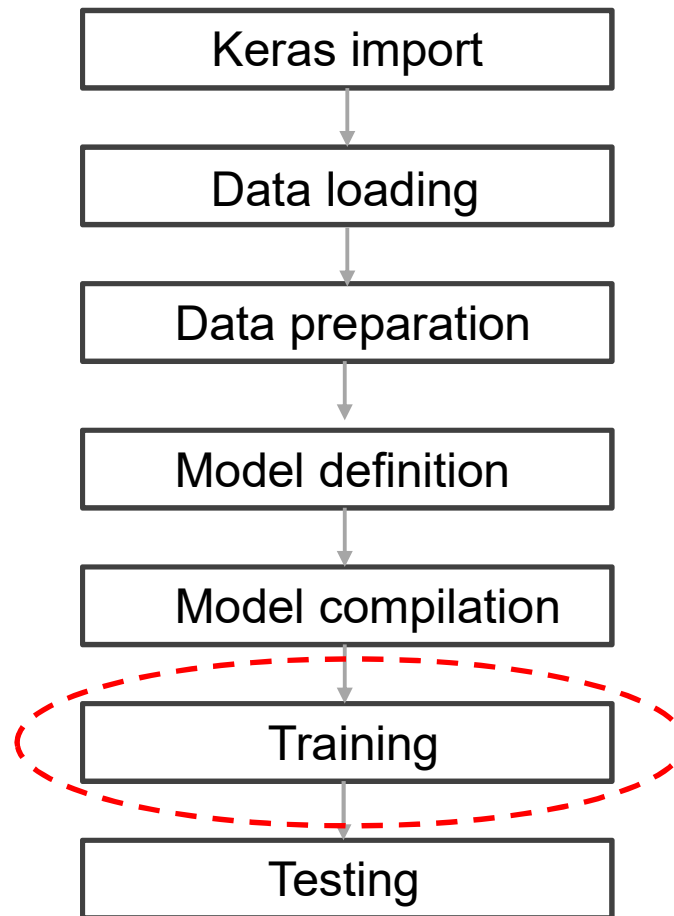 Keras import
Data loading
Data preparation
Model definition
Model compilation
Training
Testing